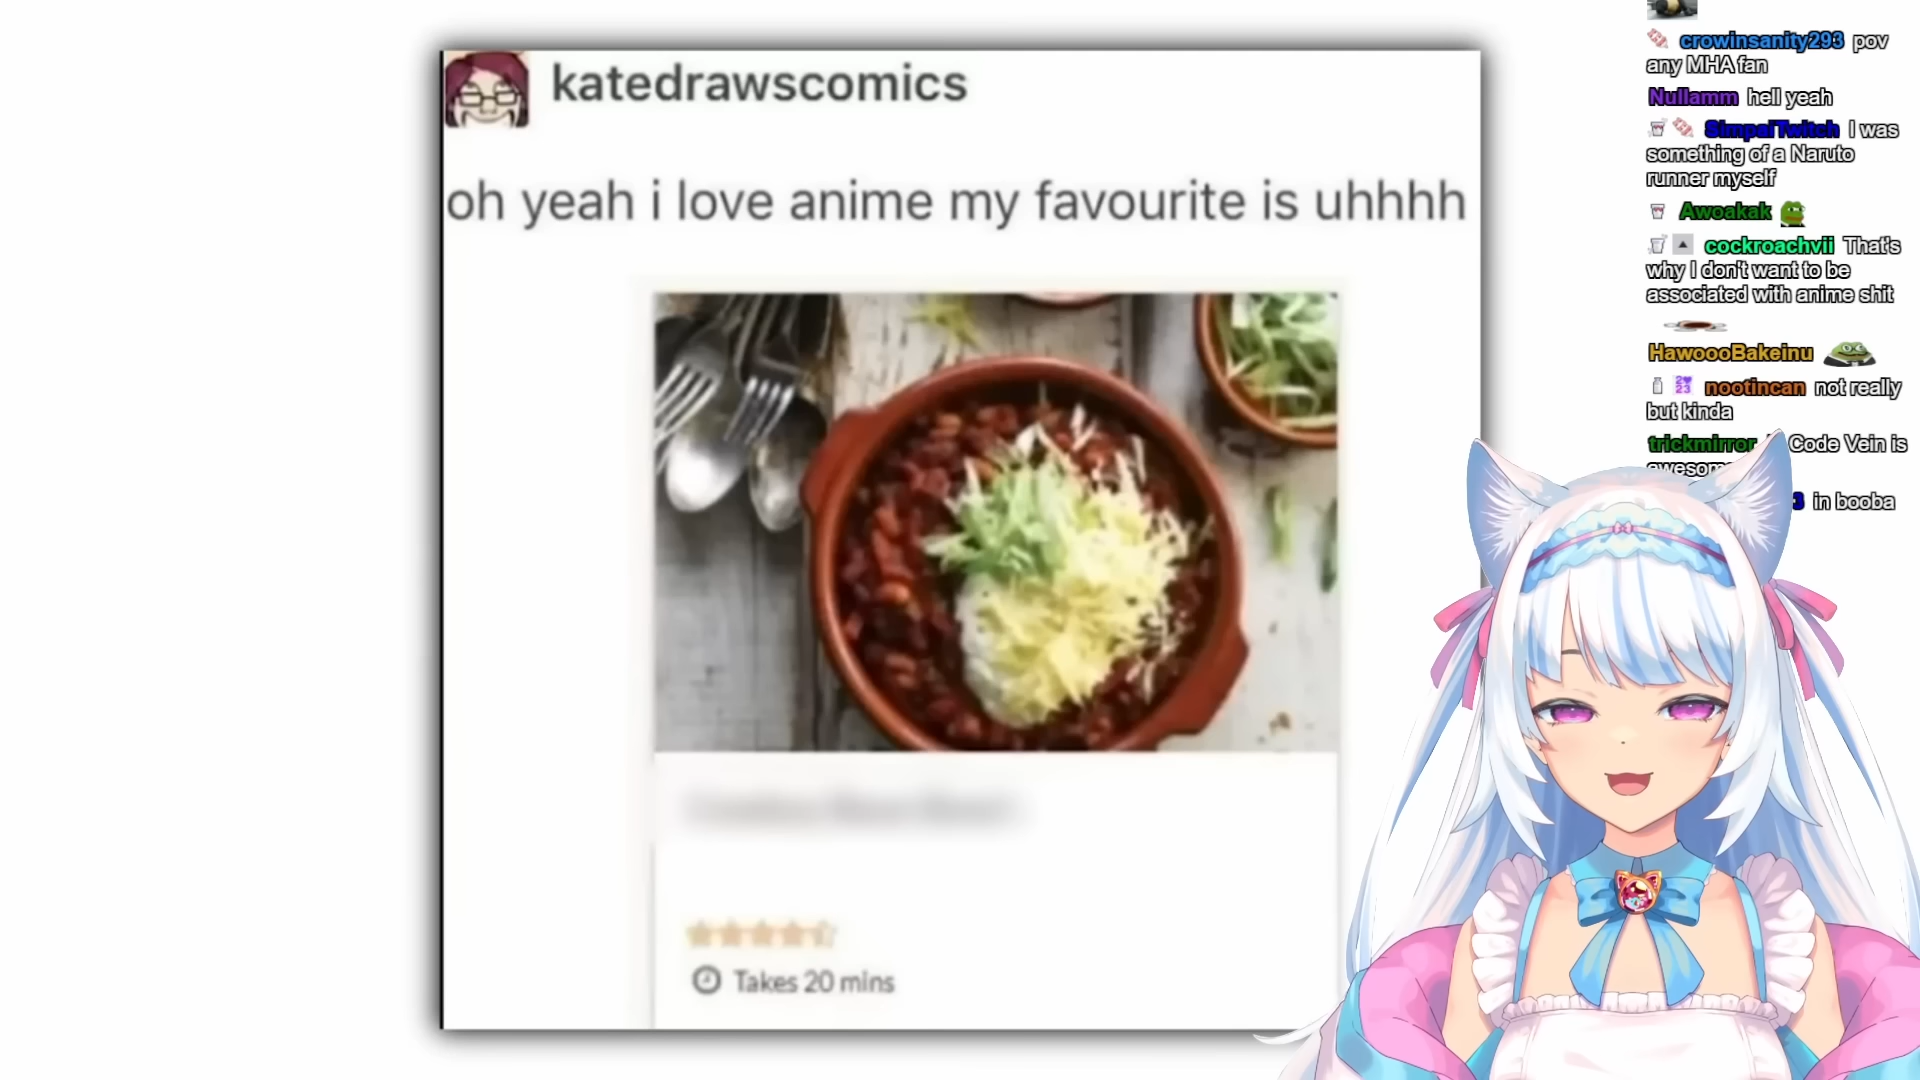 katedrawscomics
oh yeah i love anime my favourite is uhhhh
Takes 20 mins
crowinsanity293 pov
any MHA fan
Nullamm hell yeah
SimpaiTwitch I was
something of a Naruto
runner myself
Awoakak
cockroachvii That's
why I don't want to be
associated with anime shit
HawoooBakeinu
nootincan not really
but kinda
trickmirror Code Vein is
3 in booba